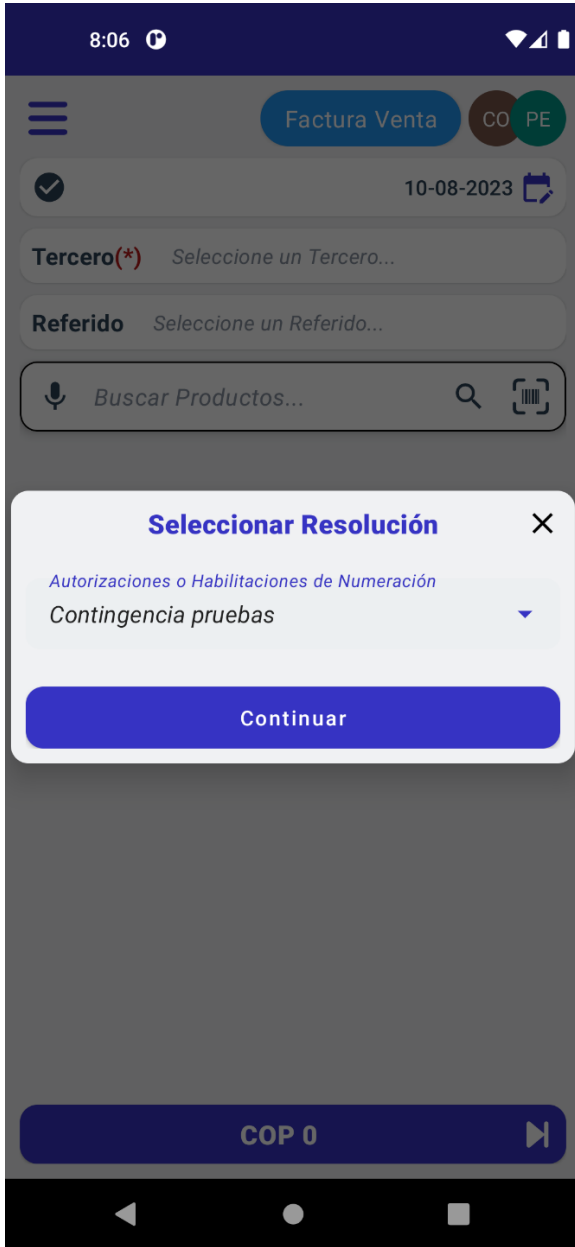 8:06
Factura Venta CO PE
10-08-2023
Tercero(*) Seleccione un Tercero...
Referido Seleccione un Referido...
Buscar Productos...
Seleccionar Resolución
Autorizaciones o Habilitaciones de Numeración
Contingencia pruebas
Continuar
COP 0